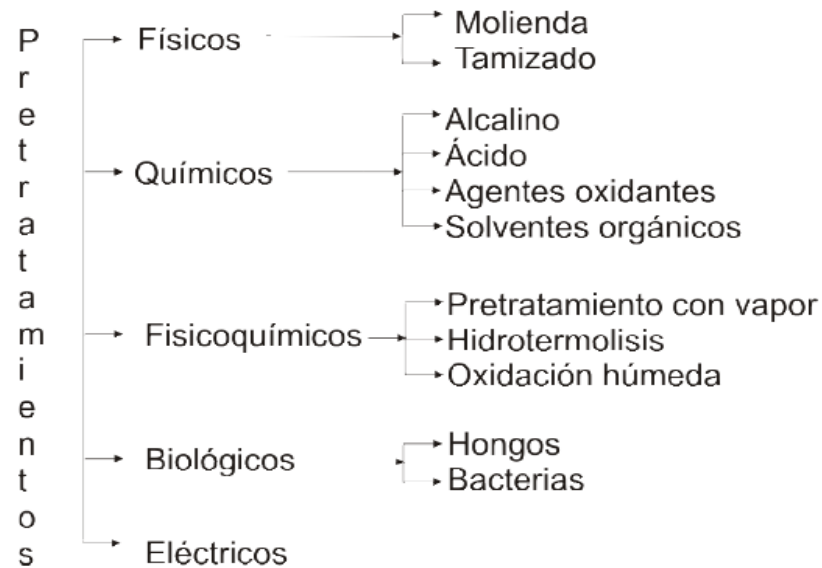 Pretratamientos
Físicos
Molienda
Tamizado
Químicos
Alcalino
Ácido
Agentes oxidantes
Solventes orgánicos
Fisicoquímicos
Pretratamiento con vapor
Hidrotermolisis
Oxidación húmeda
Biológicos
Hongos
Bacterias
Eléctricos